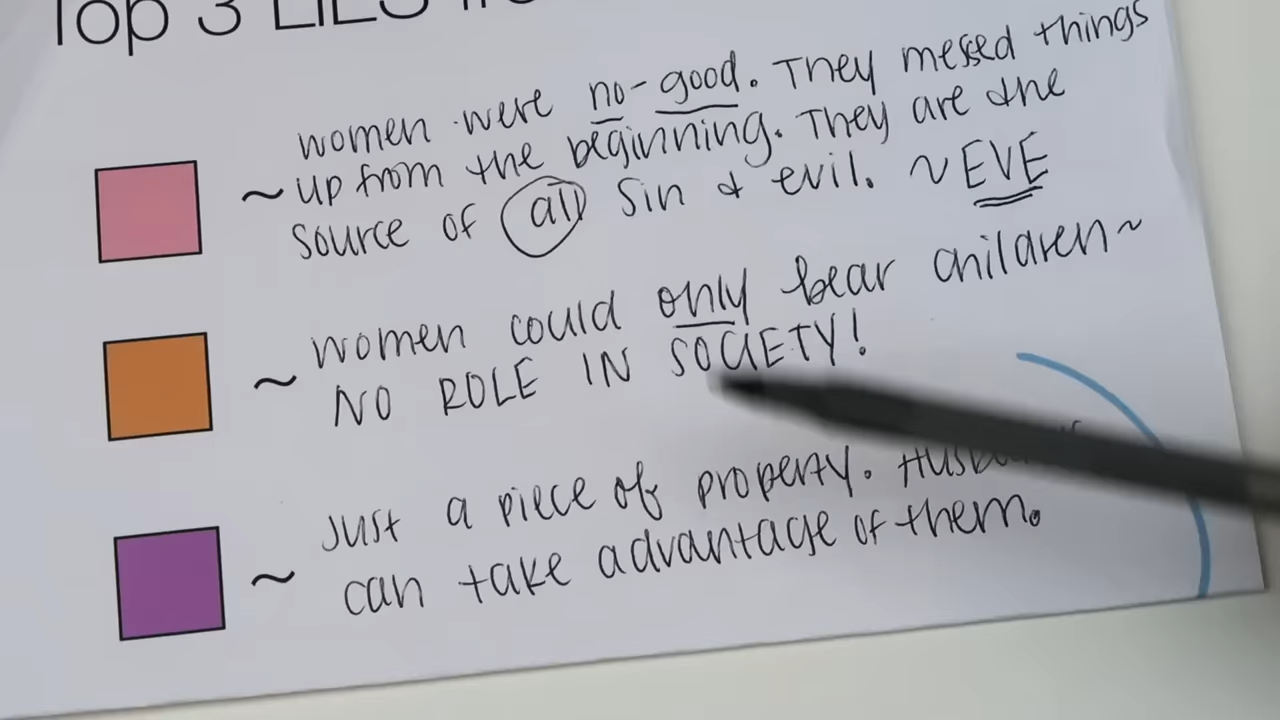 Top 3 LIES
women were no-good. They messed things
~ up from the beginning. They are the
source of all sin & evil. ~ EVE
~ women could only bear children ~
NO ROLE IN SOCIETY!
~ Just a piece of property.
can take advantage of them.